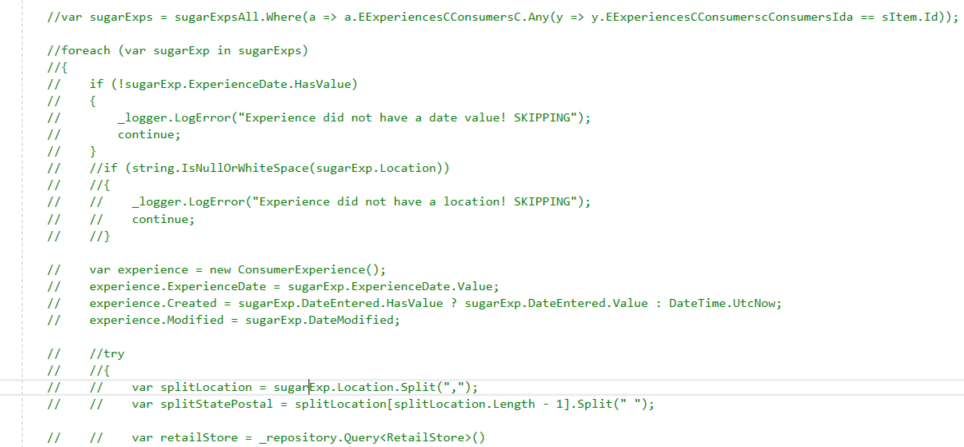 //var sugarExps = sugarExpsAll.Where(a => a.EExperiencesCConsumersC.Any(y => y.EExperiencesCConsumerscConsumersIda == sItem.Id));
//foreach (var sugarExp in sugarExps)
//{
//    if (!sugarExp.ExperienceDate.HasValue)
//    {
//        _logger.LogError("Experience did not have a date value! SKIPPING");
//        continue;
//    }
//    //if (string.IsNullOrWhiteSpace(sugarExp.Location))
//    //{
//    //    _logger.LogError("Experience did not have a location! SKIPPING");
//    //    continue;
//    //}
//    var experience = new ConsumerExperience();
//    experience.ExperienceDate = sugarExp.ExperienceDate.Value;
//    experience.Created = sugarExp.DateEntered.HasValue ? sugarExp.DateEntered.Value : DateTime.UtcNow;
//    experience.Modified = sugarExp.DateModified;
//    //try
//    //{
//    //    var splitLocation = sugarExp.Location.Split(",");
//    //    var splitStatePostal = splitLocation[splitLocation.Length - 1].Split(" ");
//    //    var retailStore = _repository.Query<RetailStore>()